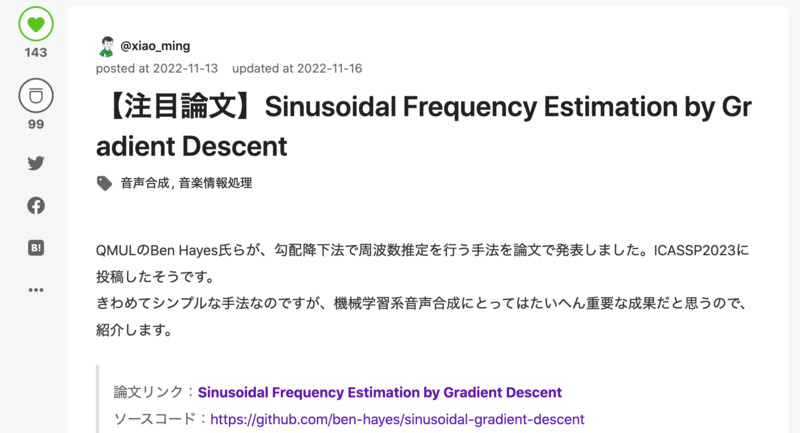 143
99
B!
@xiao_ming
posted at 2022-11-13 updated at 2022-11-16
【注目論文】Sinusoidal Frequency Estimation by Gr
adient Descent
音声合成, 音楽情報処理
QMULのBen Hayes氏らが、勾配降下法で周波数推定を行う手法を論文で発表しました。ICASSP2023に
投稿したそうです。
きわめてシンプルな手法なのですが、機械学習系音声合成にとってはたいへん重要な成果だと思うので、
紹介します。
論文リンク：Sinusoidal Frequency Estimation by Gradient Descent
ソースコード：https://github.com/ben-hayes/sinusoidal-gradient-descent